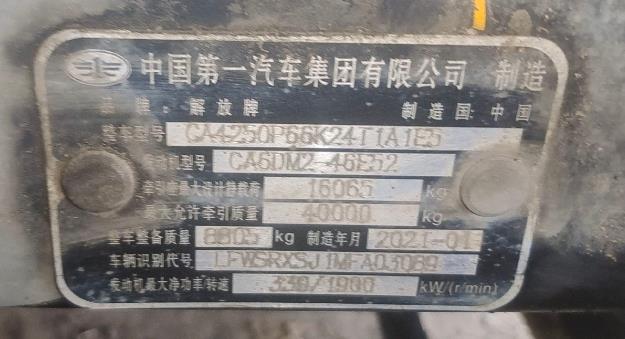 中国第一汽车集团有限公司 制造
品牌 解放牌 制造国:中国
整车型号 CA4250P66K24T1A1E5
发动机型号 CA6DM2-46E52
牵引座最大设计静载荷 16065 kg
最大允许牵引质量 40000 kg
整车整备质量 8805 kg 制造年月 2021-01
车辆识别代号 LFWSRXSJ1MFA03089
发动机最大净功率/转速 338/1900 kW/(r/min)